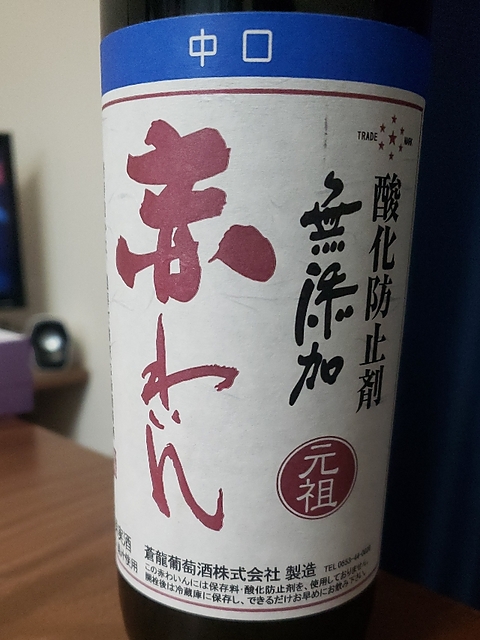 中口
TRADE MARK
酸化防止剤
無添加
赤わいん
元祖
蒼龍葡萄酒株式会社 製造
この赤わいんには保存料・酸化防止剤を、使用しておりません。
開栓後は冷蔵庫に保存し、できるだけお早めにお飲み下さい。